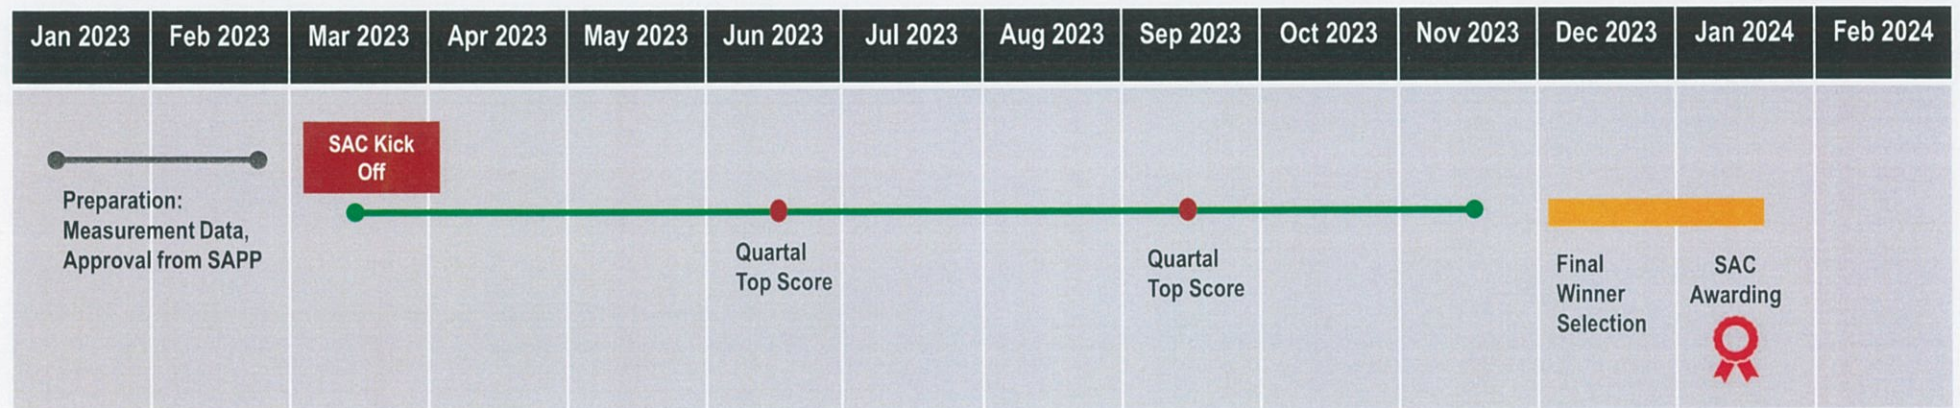 Jan 2023 Feb 2023 Mar 2023 Apr 2023 May 2023 Jun 2023 Jul 2023 Aug 2023 Sep 2023 Oct 2023 Nov 2023 Dec 2023 Jan 2024 Feb 2024
SAC Kick
Off
Preparation:
Measurement Data,
Approval from SAPP
Quartal
Top Score
Quartal
Top Score
Final
Winner
Selection
SAC
Awarding